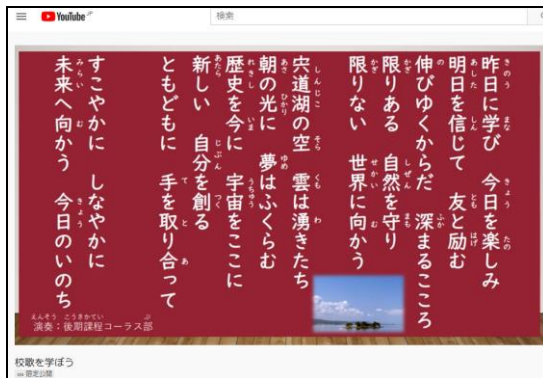 YouTube JP
検索
昨日に学び　今日を楽しみ
明日を信じて　友と励む
伸びゆくからだ　深まるこころ
限りある　自然を守り
限りない　世界に向かう
宍道湖の空　雲は湧きたち
朝の光に　夢はふくらむ
歴史を今に　宇宙をここに
新しい　自分を創る
ともどもに　手を取り合って
すこやかに　しなやかに
未来へ向かう　今日のいのち
演奏：後期課程コーラス部
校歌を学ぼう
限定公開